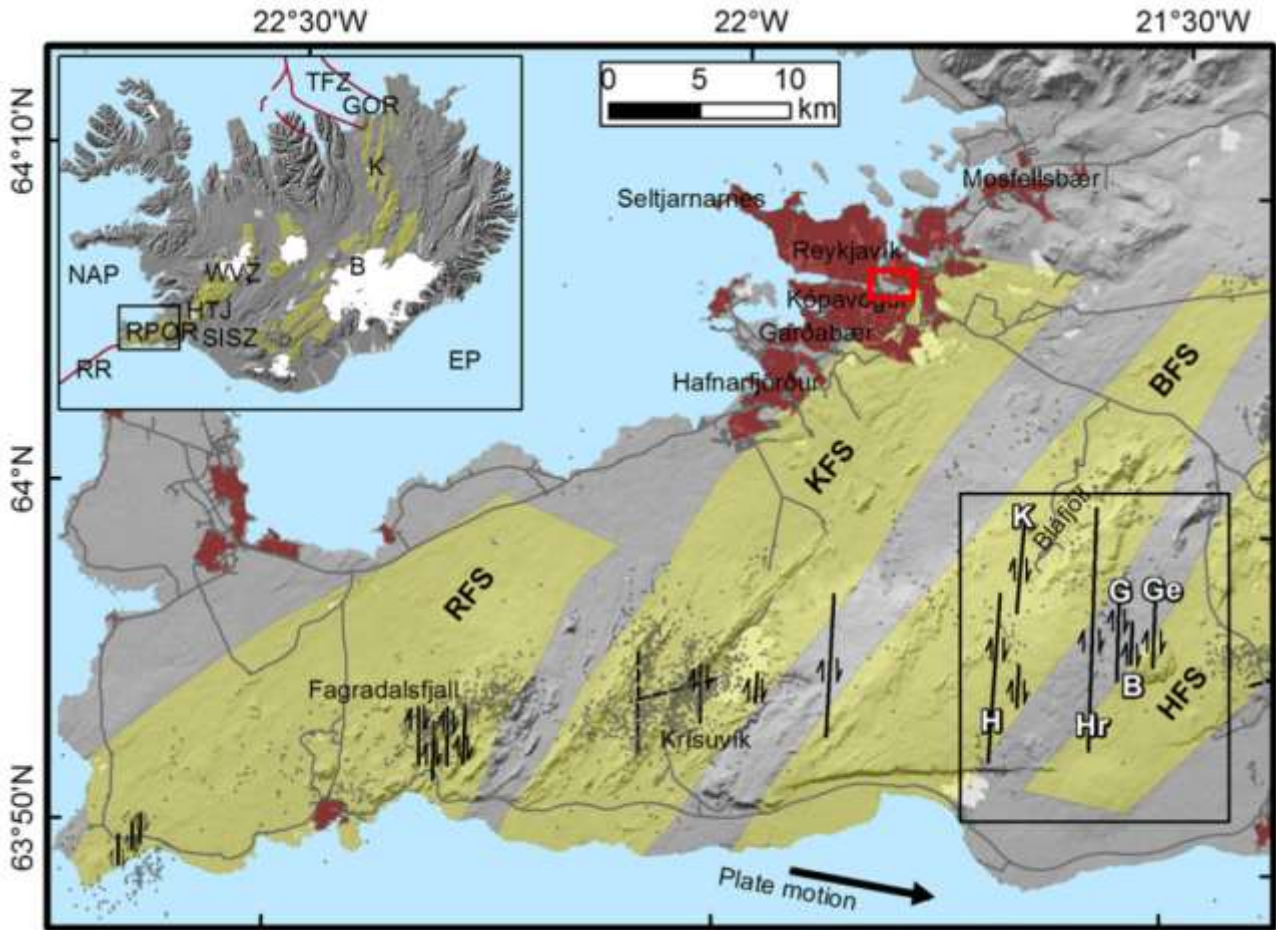 22°30'W
22°W
21°30'W
64°10'N
64°N
63°50'N
0 5 10
km
TFZ
GOR
K
NAP
WVZ
B
HTJ
RPOR
SISZ
RR
EP
Mosfellsbær
Seltjarnarnes
Reykjavík
Kópavogur
Garðabær
Hafnarfjörður
BFS
KFS
RFS
Bláfjöll
K
G
Ge
Fagradalsfjall
B
HFS
H
Hr
Krísuvík
Plate motion